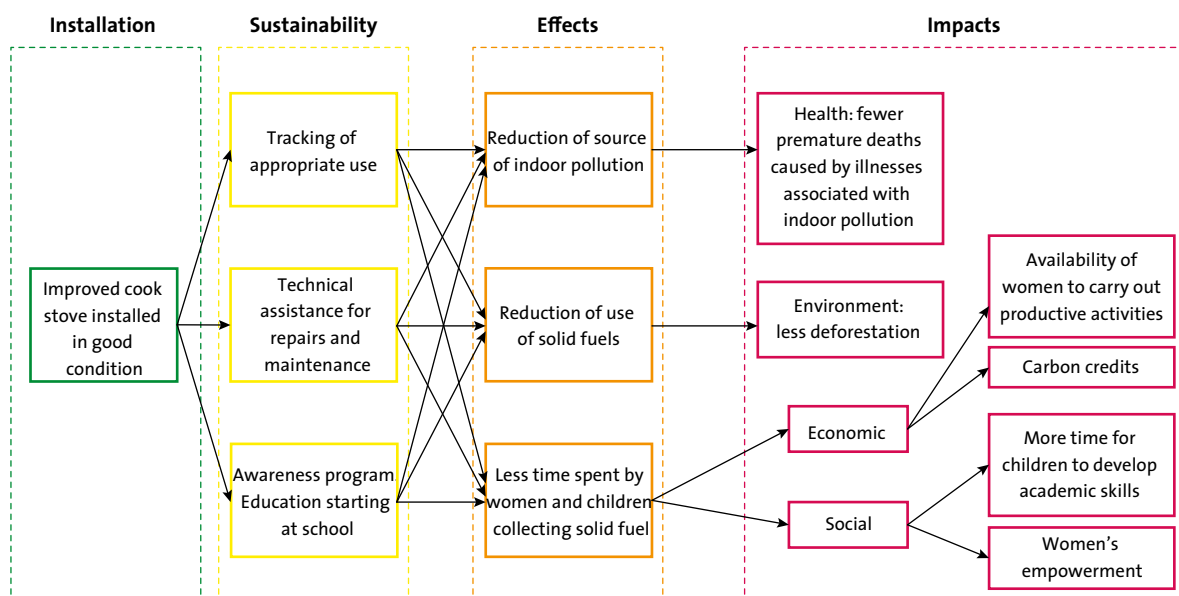 Installation
Sustainability
Effects
Impacts
Improved cook
stove installed
in good
condition
Tracking of
appropriate use
Technical
assistance for
repairs and
maintenance
Awareness program.
Education starting
at school
Reduction of source
of indoor pollution
Reduction of use
of solid fuels
Less time spent by
women and children
collecting solid fuel
Health: fewer
premature deaths
caused by illnesses
associated with
indoor pollution
Environment:
less deforestation
Economic
Social
Availability of
women to carry out
productive activities
Carbon credits
More time for
children to develop
academic skills
Women’s
empowerment